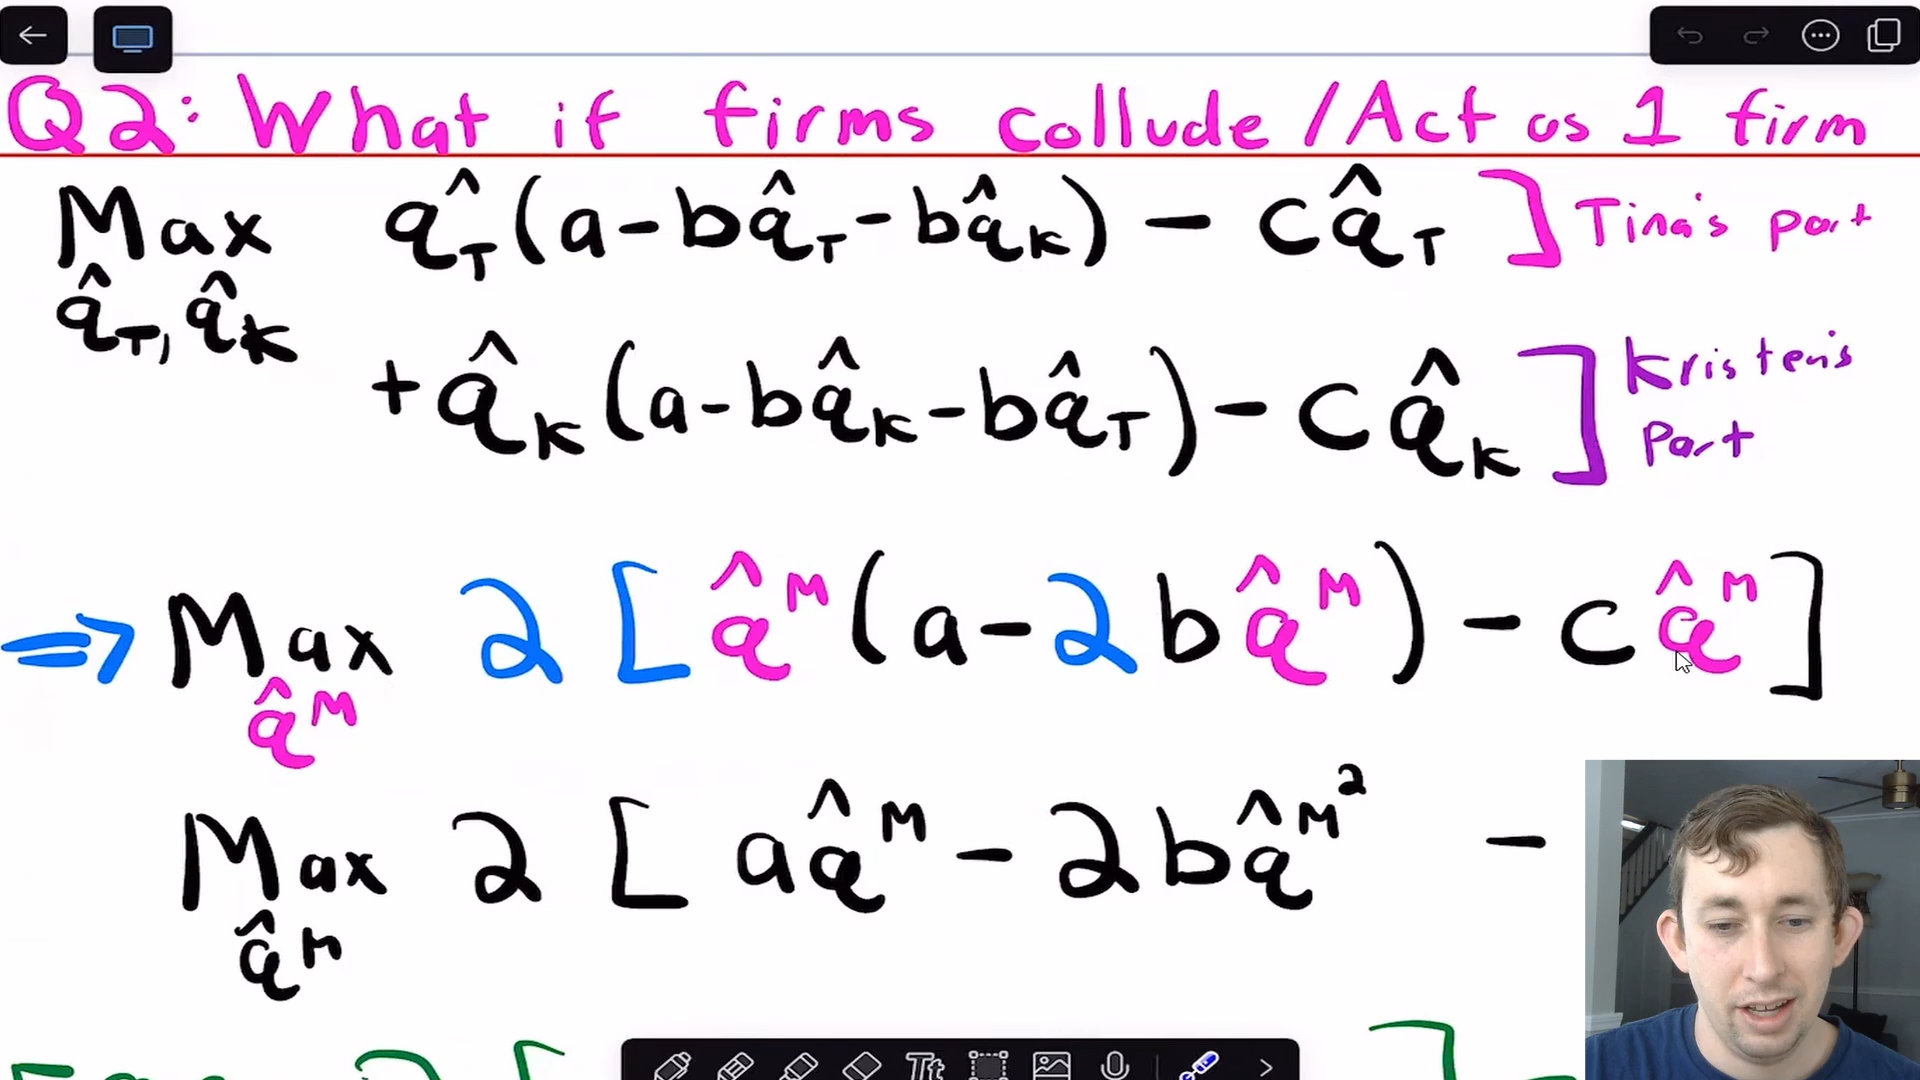 Q2: What if firms collude / Act as 1 firm
Max q̂_T (a - bq̂_T - bq̂_K) - cq̂_T ] Tina's part
q̂_T, q̂_K
+ q̂_K (a - bq̂_K - bq̂_T) - cq̂_K ] Kristen's Part
⇒ Max 2 [ q̂^M (a - 2bq̂^M) - cq̂^M ]
q̂^M
Max 2 [ aq̂^M - 2bq̂^M² -
q̂^M
Tt